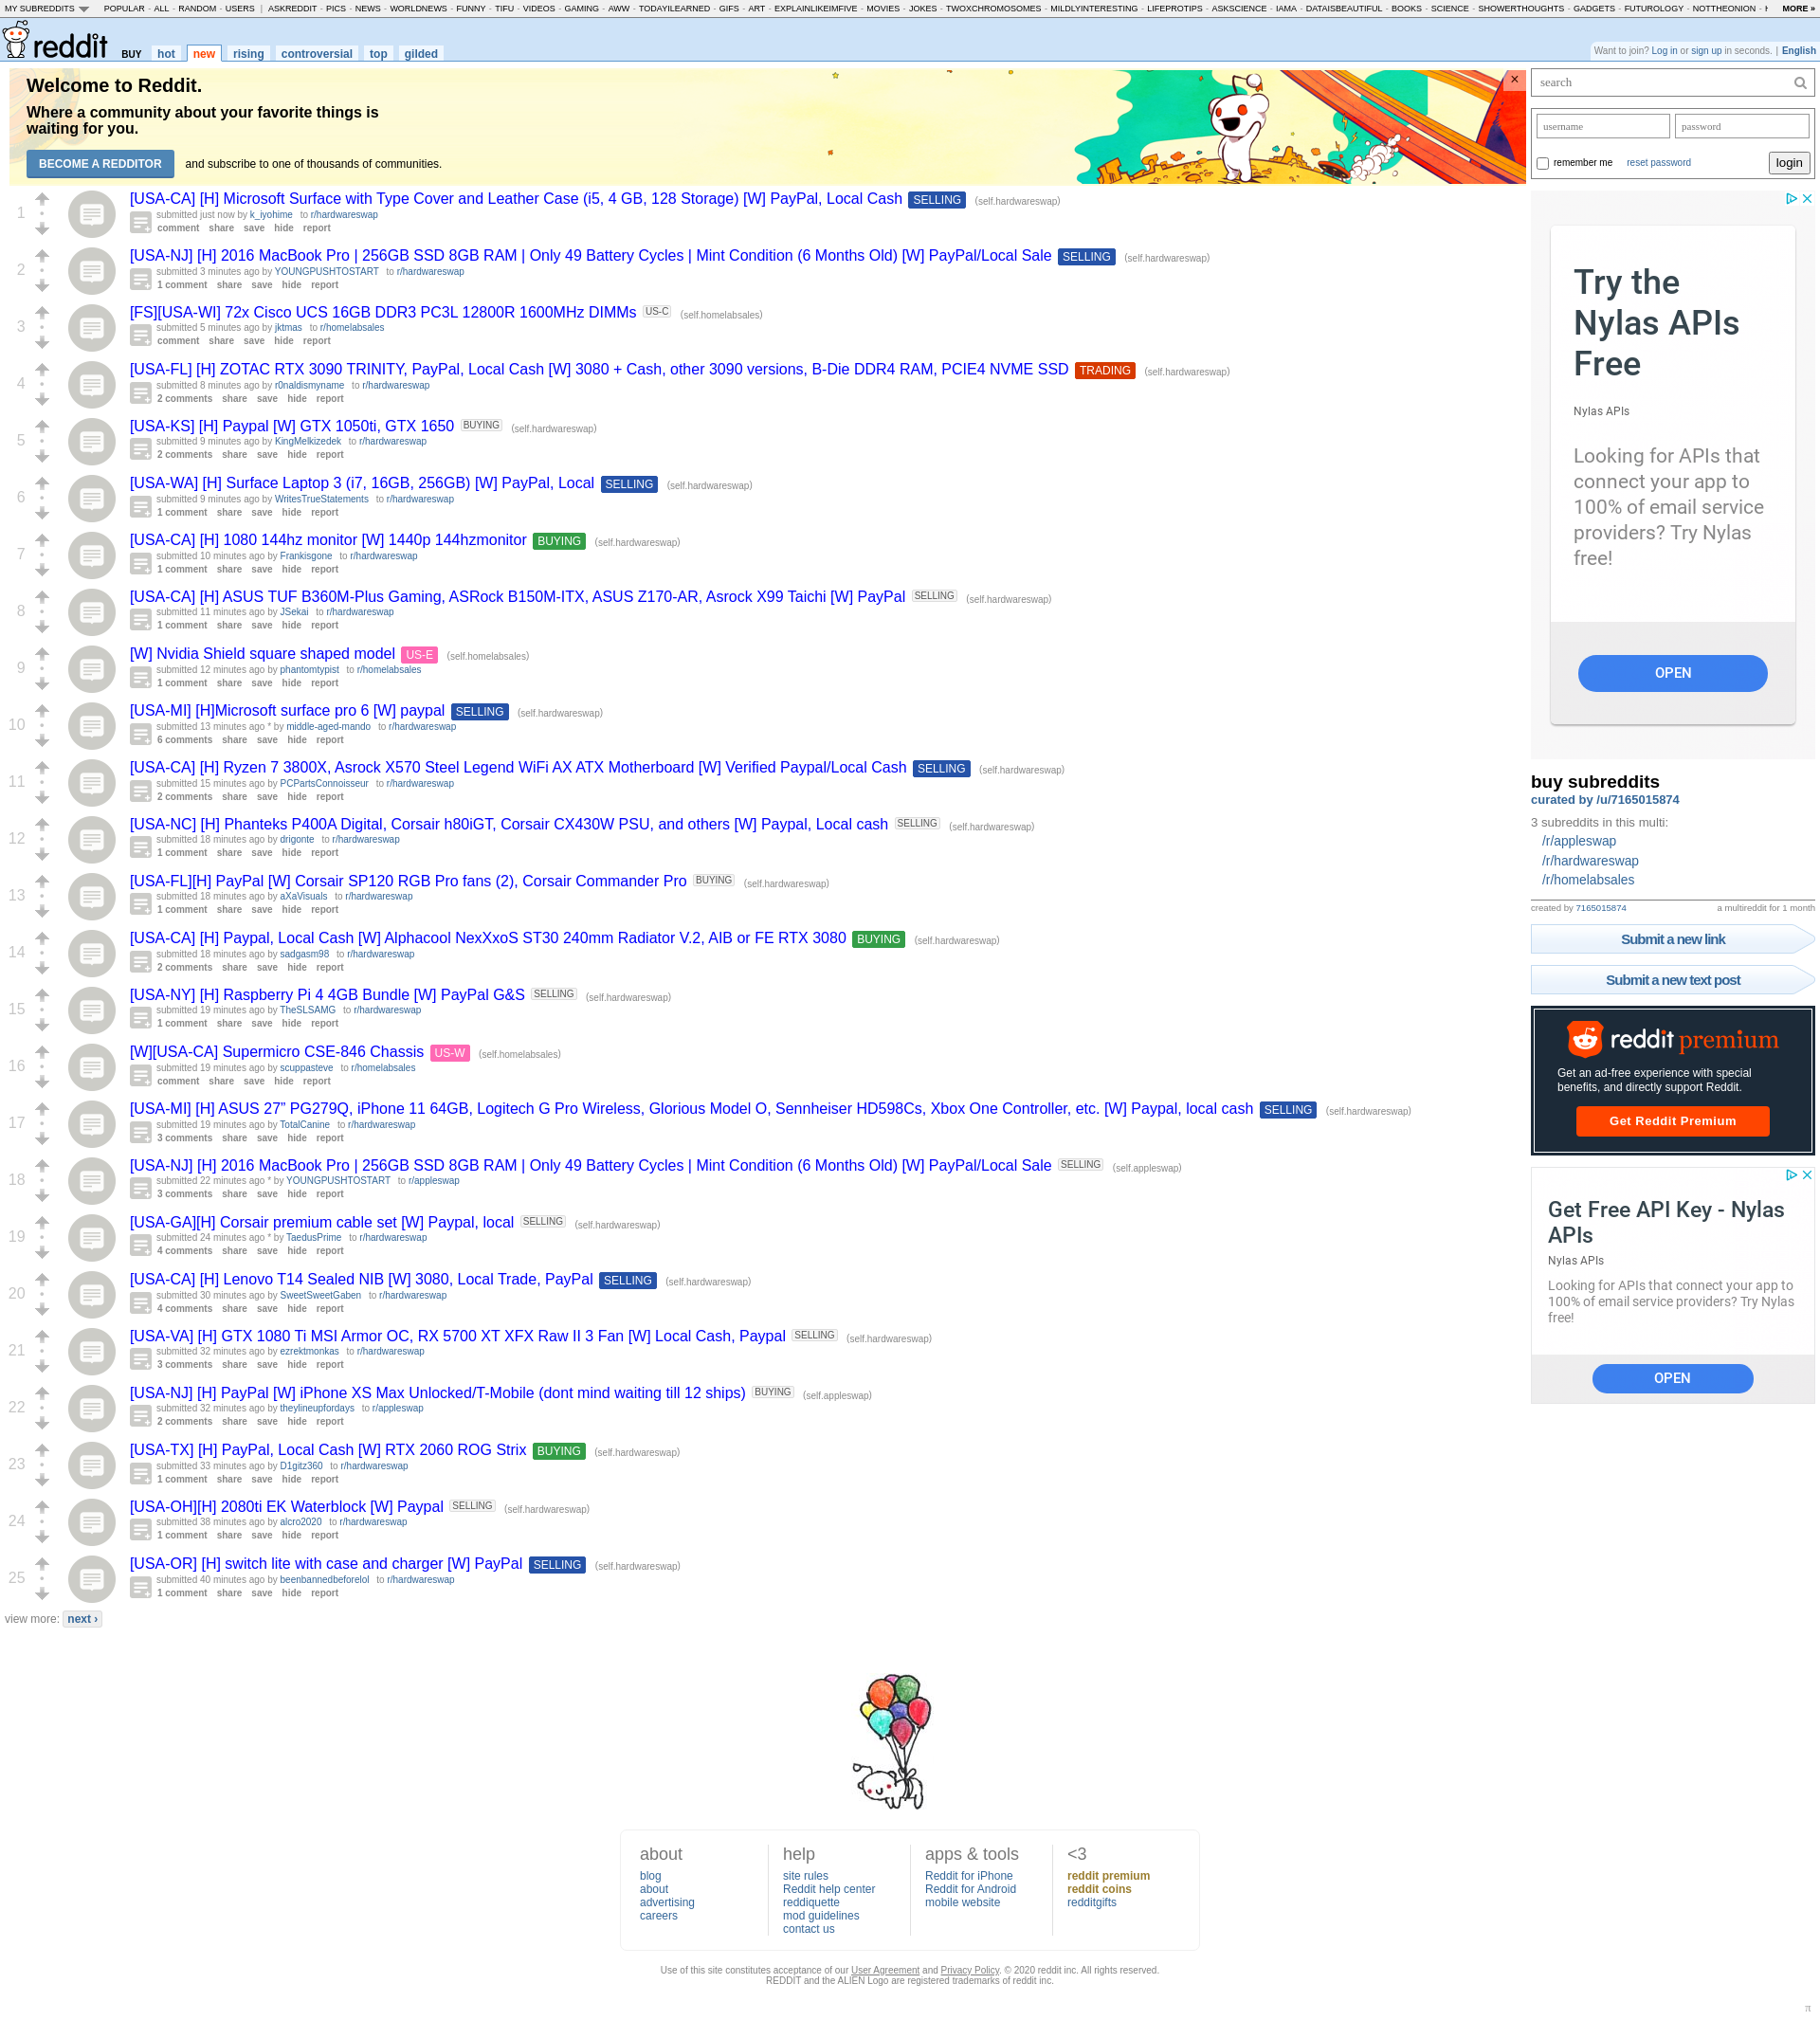 MY SUBREDDITS POPULAR - ALL - RANDOM - USERS | ASKREDDIT - PICS - NEWS - WORLDNEWS - FUNNY - TIFU - VIDEOS - GAMING - AWW - TODAYILEARNED - GIFS - ART - EXPLAINLIKEIMFIVE - MOVIES - JOKES - TWOXCHROMOSOMES - MILDLYINTERESTING - LIFEPROTIPS - ASKSCIENCE - IAMA - DATAISBEAUTIFUL - BOOKS - SCIENCE - SHOWERTHOUGHTS - GADGETS - FUTUROLOGY - NOTTHEONION - MORE »
reddit BUY hot new rising controversial top gilded
Want to join? Log in or sign up in seconds. | English
Welcome to Reddit.
Where a community about your favorite things is
waiting for you.
BECOME A REDDITOR and subscribe to one of thousands of communities.
×
1
[USA-CA] [H] Microsoft Surface with Type Cover and Leather Case (i5, 4 GB, 128 Storage) [W] PayPal, Local Cash SELLING (self.hardwareswap)
submitted just now by k_iyohime to r/hardwareswap
comment share save hide report
2
[USA-NJ] [H] 2016 MacBook Pro | 256GB SSD 8GB RAM | Only 49 Battery Cycles | Mint Condition (6 Months Old) [W] PayPal/Local Sale SELLING (self.hardwareswap)
submitted 3 minutes ago by YOUNGPUSHTOSTART to r/hardwareswap
1 comment share save hide report
3
[FS][USA-WI] 72x Cisco UCS 16GB DDR3 PC3L 12800R 1600MHz DIMMs US-C (self.homelabsales)
submitted 5 minutes ago by jktmas to r/homelabsales
comment share save hide report
4
[USA-FL] [H] ZOTAC RTX 3090 TRINITY, PayPal, Local Cash [W] 3080 + Cash, other 3090 versions, B-Die DDR4 RAM, PCIE4 NVME SSD TRADING (self.hardwareswap)
submitted 8 minutes ago by r0naldismyname to r/hardwareswap
2 comments share save hide report
5
[USA-KS] [H] Paypal [W] GTX 1050ti, GTX 1650 BUYING (self.hardwareswap)
submitted 9 minutes ago by KingMelkizedek to r/hardwareswap
2 comments share save hide report
6
[USA-WA] [H] Surface Laptop 3 (i7, 16GB, 256GB) [W] PayPal, Local SELLING (self.hardwareswap)
submitted 9 minutes ago by WritesTrueStatements to r/hardwareswap
1 comment share save hide report
7
[USA-CA] [H] 1080 144hz monitor [W] 1440p 144hzmonitor BUYING (self.hardwareswap)
submitted 10 minutes ago by Frankisgone to r/hardwareswap
1 comment share save hide report
8
[USA-CA] [H] ASUS TUF B360M-Plus Gaming, ASRock B150M-ITX, ASUS Z170-AR, Asrock X99 Taichi [W] PayPal SELLING (self.hardwareswap)
submitted 11 minutes ago by JSekai to r/hardwareswap
1 comment share save hide report
9
[W] Nvidia Shield square shaped model US-E (self.homelabsales)
submitted 12 minutes ago by phantomtypist to r/homelabsales
1 comment share save hide report
10
[USA-MI] [H]Microsoft surface pro 6 [W] paypal SELLING (self.hardwareswap)
submitted 13 minutes ago * by middle-aged-mando to r/hardwareswap
6 comments share save hide report
11
[USA-CA] [H] Ryzen 7 3800X, Asrock X570 Steel Legend WiFi AX ATX Motherboard [W] Verified Paypal/Local Cash SELLING (self.hardwareswap)
submitted 15 minutes ago by PCPartsConnoisseur to r/hardwareswap
2 comments share save hide report
12
[USA-NC] [H] Phanteks P400A Digital, Corsair h80iGT, Corsair CX430W PSU, and others [W] Paypal, Local cash SELLING (self.hardwareswap)
submitted 18 minutes ago by drigonte to r/hardwareswap
1 comment share save hide report
13
[USA-FL][H] PayPal [W] Corsair SP120 RGB Pro fans (2), Corsair Commander Pro BUYING (self.hardwareswap)
submitted 18 minutes ago by aXaVisuals to r/hardwareswap
1 comment share save hide report
14
[USA-CA] [H] Paypal, Local Cash [W] Alphacool NexXxoS ST30 240mm Radiator V.2, AIB or FE RTX 3080 BUYING (self.hardwareswap)
submitted 18 minutes ago by sadgasm98 to r/hardwareswap
2 comments share save hide report
15
[USA-NY] [H] Raspberry Pi 4 4GB Bundle [W] PayPal G&S SELLING (self.hardwareswap)
submitted 19 minutes ago by TheSLSAMG to r/hardwareswap
1 comment share save hide report
16
[W][USA-CA] Supermicro CSE-846 Chassis US-W (self.homelabsales)
submitted 19 minutes ago by scuppasteve to r/homelabsales
comment share save hide report
17
[USA-MI] [H] ASUS 27” PG279Q, iPhone 11 64GB, Logitech G Pro Wireless, Glorious Model O, Sennheiser HD598Cs, Xbox One Controller, etc. [W] Paypal, local cash SELLING (self.hardwareswap)
submitted 19 minutes ago by TotalCanine to r/hardwareswap
3 comments share save hide report
18
[USA-NJ] [H] 2016 MacBook Pro | 256GB SSD 8GB RAM | Only 49 Battery Cycles | Mint Condition (6 Months Old) [W] PayPal/Local Sale SELLING (self.appleswap)
submitted 22 minutes ago * by YOUNGPUSHTOSTART to r/appleswap
3 comments share save hide report
19
[USA-GA][H] Corsair premium cable set [W] Paypal, local SELLING (self.hardwareswap)
submitted 24 minutes ago * by TaedusPrime to r/hardwareswap
4 comments share save hide report
20
[USA-CA] [H] Lenovo T14 Sealed NIB [W] 3080, Local Trade, PayPal SELLING (self.hardwareswap)
submitted 30 minutes ago by SweetSweetGaben to r/hardwareswap
4 comments share save hide report
21
[USA-VA] [H] GTX 1080 Ti MSI Armor OC, RX 5700 XT XFX Raw II 3 Fan [W] Local Cash, Paypal SELLING (self.hardwareswap)
submitted 32 minutes ago by ezrektmonkas to r/hardwareswap
3 comments share save hide report
22
[USA-NJ] [H] PayPal [W] iPhone XS Max Unlocked/T-Mobile (dont mind waiting till 12 ships) BUYING (self.appleswap)
submitted 32 minutes ago by theylineupfordays to r/appleswap
2 comments share save hide report
23
[USA-TX] [H] PayPal, Local Cash [W] RTX 2060 ROG Strix BUYING (self.hardwareswap)
submitted 33 minutes ago by D1gitz360 to r/hardwareswap
1 comment share save hide report
24
[USA-OH][H] 2080ti EK Waterblock [W] Paypal SELLING (self.hardwareswap)
submitted 38 minutes ago by alcro2020 to r/hardwareswap
1 comment share save hide report
25
[USA-OR] [H] switch lite with case and charger [W] PayPal SELLING (self.hardwareswap)
submitted 40 minutes ago by beenbannedbeforelol to r/hardwareswap
1 comment share save hide report
view more: next ›
search
username password
remember me reset password login
Try the
Nylas APIs
Free
Nylas APIs
Looking for APIs that
connect your app to
100% of email service
providers? Try Nylas
free!
OPEN
buy subreddits
curated by /u/7165015874
3 subreddits in this multi:
/r/appleswap
/r/hardwareswap
/r/homelabsales
created by 7165015874 a multireddit for 1 month
Submit a new link
Submit a new text post
reddit premium
Get an ad-free experience with special
benefits, and directly support Reddit.
Get Reddit Premium
Get Free API Key - Nylas
APIs
Nylas APIs
Looking for APIs that connect your app to
100% of email service providers? Try Nylas
free!
OPEN
about
blog
about
advertising
careers
help
site rules
Reddit help center
reddiquette
mod guidelines
contact us
apps & tools
Reddit for iPhone
Reddit for Android
mobile website
<3
reddit premium
reddit coins
redditgifts
Use of this site constitutes acceptance of our User Agreement and Privacy Policy. © 2020 reddit inc. All rights reserved.
REDDIT and the ALIEN Logo are registered trademarks of reddit inc.
π